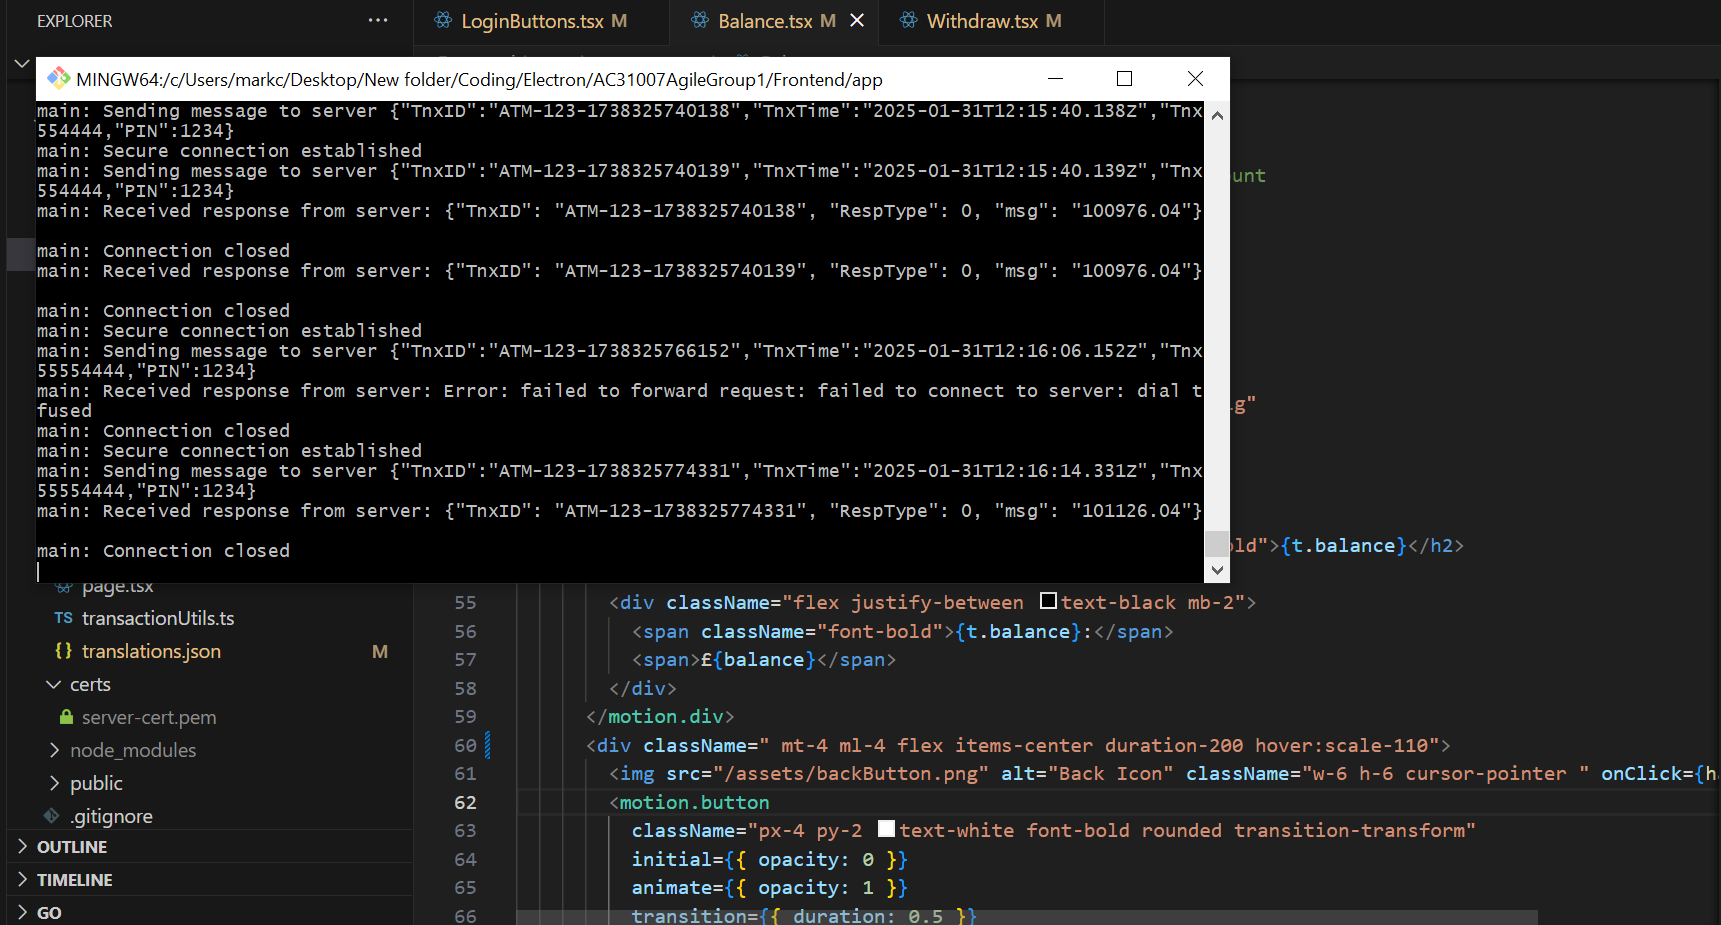 EXPLORER
···
LoginButtons.tsx M
Balance.tsx M
Withdraw.tsx M
MINGW64:/c/Users/markc/Desktop/New folder/Coding/Electron/AC31007AgileGroup1/Frontend/app
main: Sending message to server {"TnxID":"ATM-123-1738325740138","TnxTime":"2025-01-31T12:15:40.138Z","Tnx
554444,"PIN":1234}
main: Secure connection established
main: Sending message to server {"TnxID":"ATM-123-1738325740139","TnxTime":"2025-01-31T12:15:40.139Z","Tnx
554444,"PIN":1234}
main: Received response from server: {"TnxID": "ATM-123-1738325740138", "RespType": 0, "msg": "100976.04"}
main: Connection closed
main: Received response from server: {"TnxID": "ATM-123-1738325740139", "RespType": 0, "msg": "100976.04"}
main: Connection closed
main: Secure connection established
main: Sending message to server {"TnxID":"ATM-123-1738325766152","TnxTime":"2025-01-31T12:16:06.152Z","Tnx
55554444,"PIN":1234}
main: Received response from server: Error: failed to forward request: failed to connect to server: dial t
fused
main: Connection closed
main: Secure connection established
main: Sending message to server {"TnxID":"ATM-123-1738325774331","TnxTime":"2025-01-31T12:16:14.331Z","Tnx
55554444,"PIN":1234}
main: Received response from server: {"TnxID": "ATM-123-1738325774331", "RespType": 0, "msg": "101126.04"}
main: Connection closed
unt
g"
ld">{t.balance}</h2>
page.tsx
TS transactionUtils.ts
{} translations.json M
certs
server-cert.pem
node_modules
public
.gitignore
OUTLINE
TIMELINE
GO
55 <div className="flex justify-between text-black mb-2">
56 <span className="font-bold">{t.balance}:</span>
57 <span>£{balance}</span>
58 </div>
59 </motion.div>
60 <div className=" mt-4 ml-4 flex items-center duration-200 hover:scale-110">
61 <img src="/assets/backButton.png" alt="Back Icon" className="w-6 h-6 cursor-pointer " onClick={h
62 <motion.button
63 className="px-4 py-2 text-white font-bold rounded transition-transform"
64 initial={{ opacity: 0 }}
65 animate={{ opacity: 1 }}
66 transition={{ duration: 0.5 }}